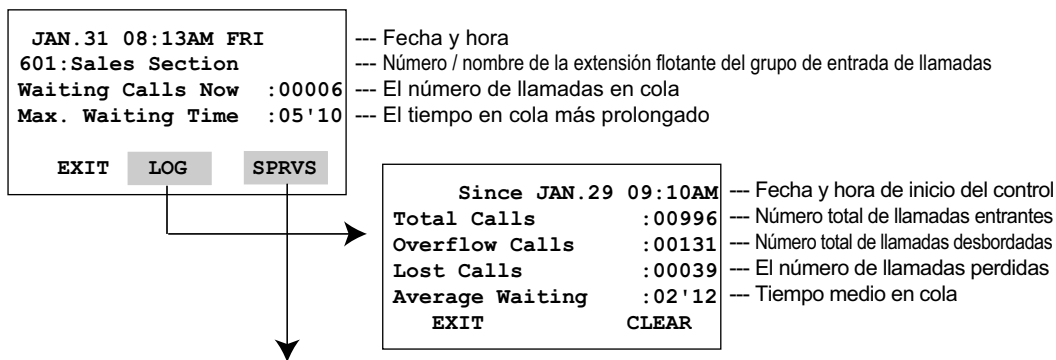 JAN.31 08:13AM FRI --- Fecha y hora
601:Sales Section --- Número / nombre de la extensión flotante del grupo de entrada de llamadas
Waiting Calls Now :00006 --- El número de llamadas en cola
Max. Waiting Time :05'10 --- El tiempo en cola más prolongado
EXIT LOG SPRVS
Since JAN.29 09:10AM --- Fecha y hora de inicio del control
Total Calls :00996 --- Número total de llamadas entrantes
Overflow Calls :00131 --- Número total de llamadas desbordadas
Lost Calls :00039 --- El número de llamadas perdidas
Average Waiting :02'12 --- Tiempo medio en cola
EXIT CLEAR